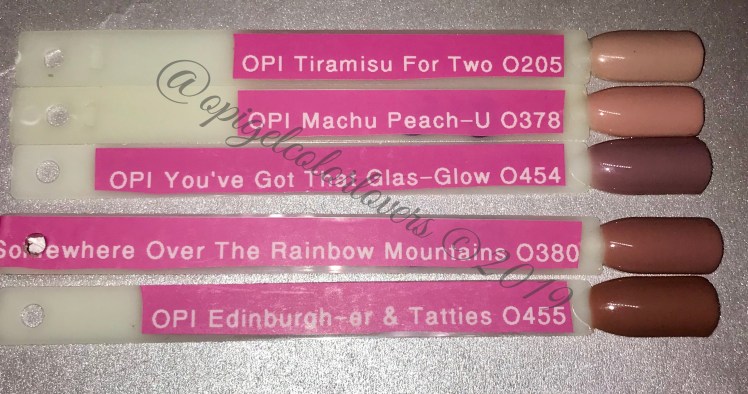 OPI Tiramisu For Two O205
OPI Machu Peach-U O378
OPI You've Got That Glas-Glow O454
Somewhere Over The Rainbow Mountains O380
OPI Edinburgh-er & Tatties O455
@opigelcolorlovers ©2019